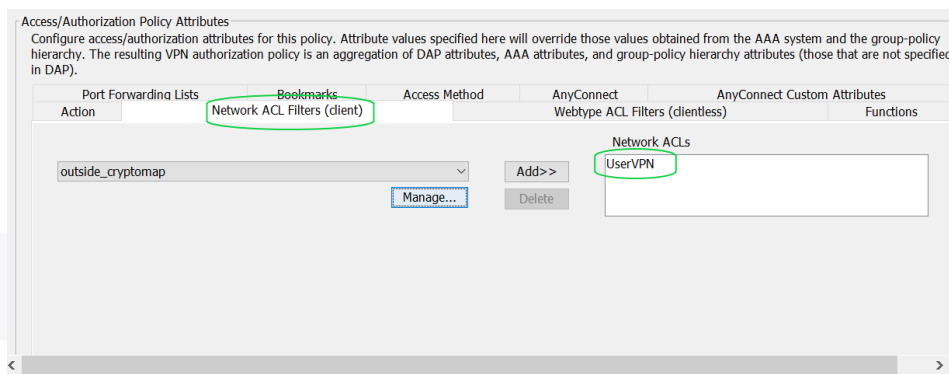 Access/Authorization Policy Attributes
Configure access/authorization attributes for this policy. Attribute values specified here will override those values obtained from the AAA system and the group-policy
hierarchy. The resulting VPN authorization policy is an aggregation of DAP attributes, AAA attributes, and group-policy hierarchy attributes (those that are not specified
in DAP).
Port Forwarding Lists Bookmarks Access Method AnyConnect AnyConnect Custom Attributes
Action Network ACL Filters (client) Webtype ACL Filters (clientless) Functions
Network ACLs
outside_cryptomap Add>> UserVPN
Manage... Delete